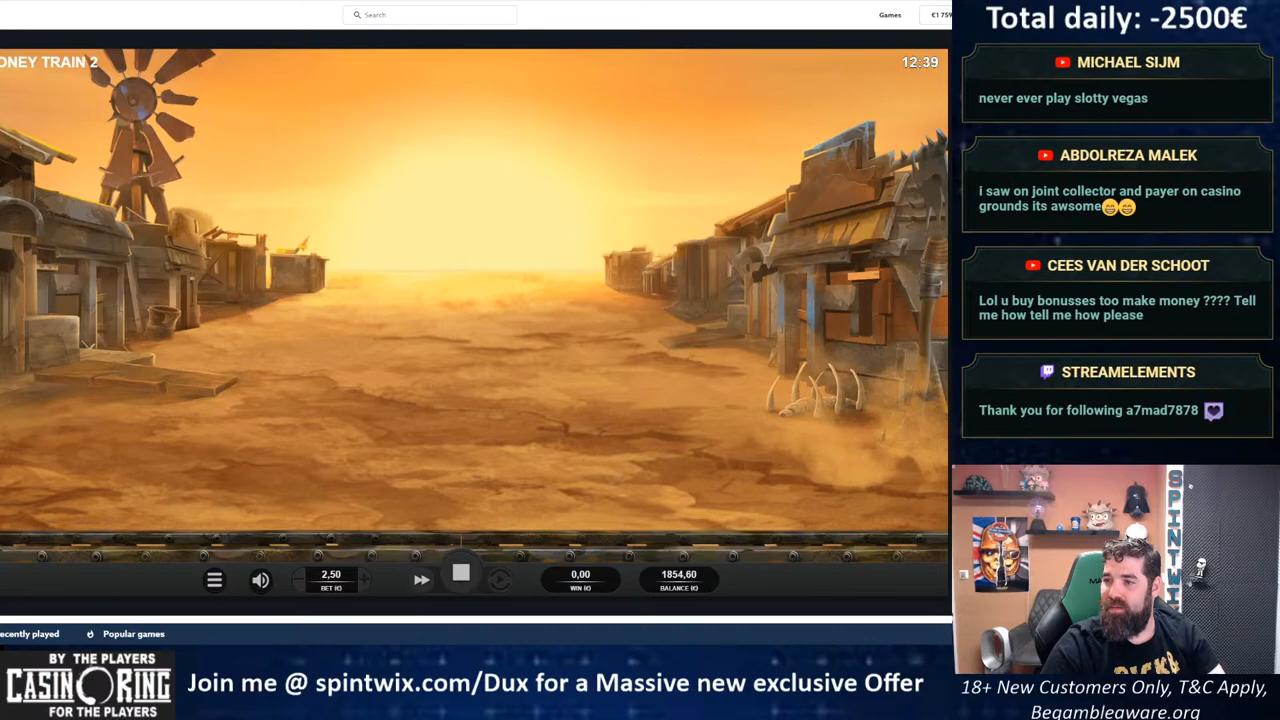 Search
Games
€1 759
ONEY TRAIN 2
12:39
2,50
BET (€)
0,00
WIN (€)
1854,60
BALANCE (€)
ecently played
Popular games
BY THE PLAYERS
CASINO RING
FOR THE PLAYERS
Join me @ spintwix.com/Dux for a Massive new exclusive Offer
Total daily: -2500€
MICHAEL SIJM
never ever play slotty vegas
ABDOLREZA MALEK
i saw on joint collector and payer on casino
grounds its awsome😁😁
CEES VAN DER SCHOOT
Lol u buy bonusses too make money ???? Tell
me how tell me how please
STREAMELEMENTS
Thank you for following a7mad7878
SPINTWIX
18+ New Customers Only, T&C Apply,
Begambleaware.org